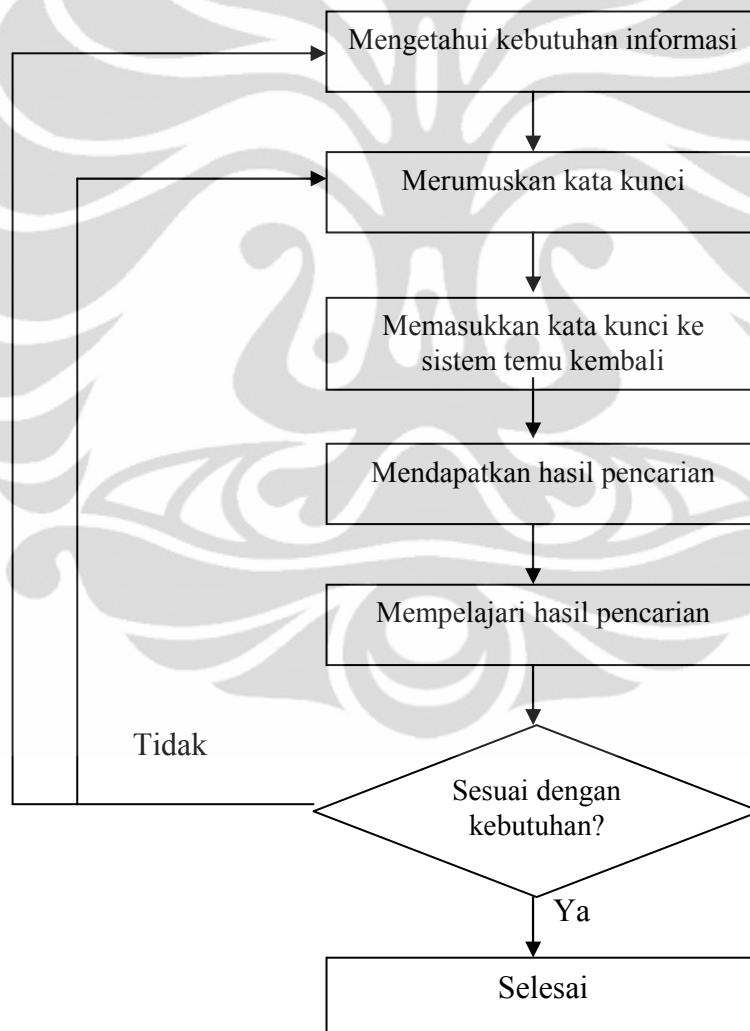 Mengetahui kebutuhan informasi
Merumuskan kata kunci
Memasukkan kata kunci ke
sistem temu kembali
Mendapatkan hasil pencarian
Mempelajari hasil pencarian
Tidak
Sesuai dengan
kebutuhan?
Ya
Selesai